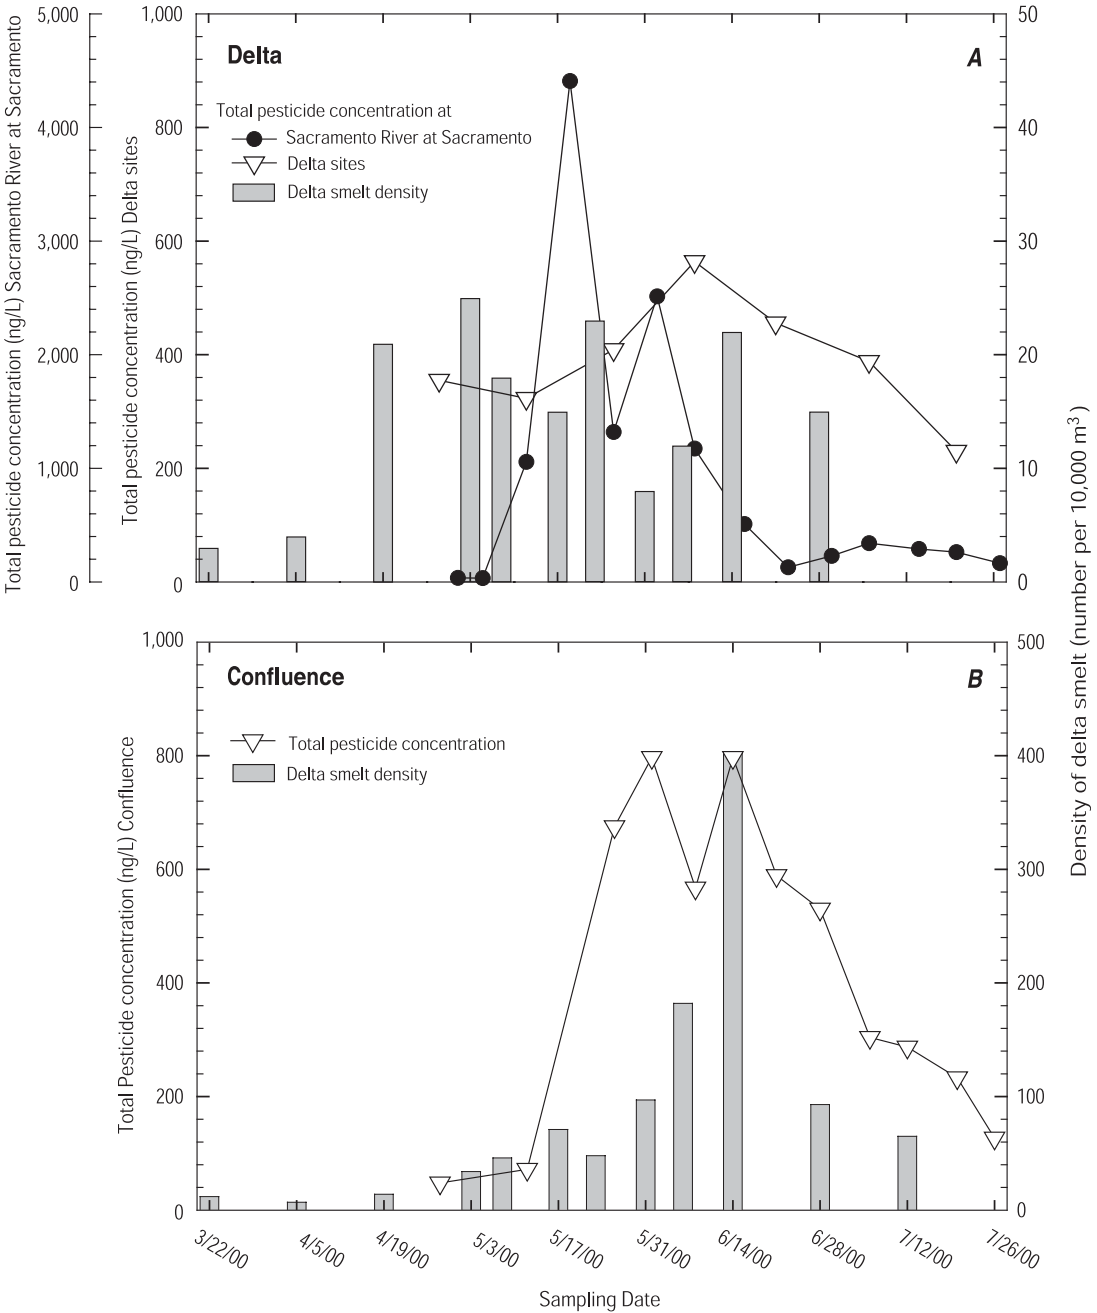 Total pesticide concentration (ng/L) Sacramento River at Sacramento
5,000
4,000
3,000
2,000
1,000
0
Total pesticide concentration (ng/L) Delta sites
1,000
800
600
400
200
0
Delta
A
Total pesticide concentration at
Sacramento River at Sacramento
Delta sites
Delta smelt density
50
40
30
20
10
0
Density of delta smelt (number per 10,000 m³)
Total Pesticide concentration (ng/L) Confluence
1,000
800
600
400
200
0
Confluence
B
Total pesticide concentration
Delta smelt density
500
400
300
200
100
0
3/22/00
4/5/00
4/19/00
5/3/00
5/17/00
5/31/00
6/14/00
6/28/00
7/12/00
7/26/00
Sampling Date